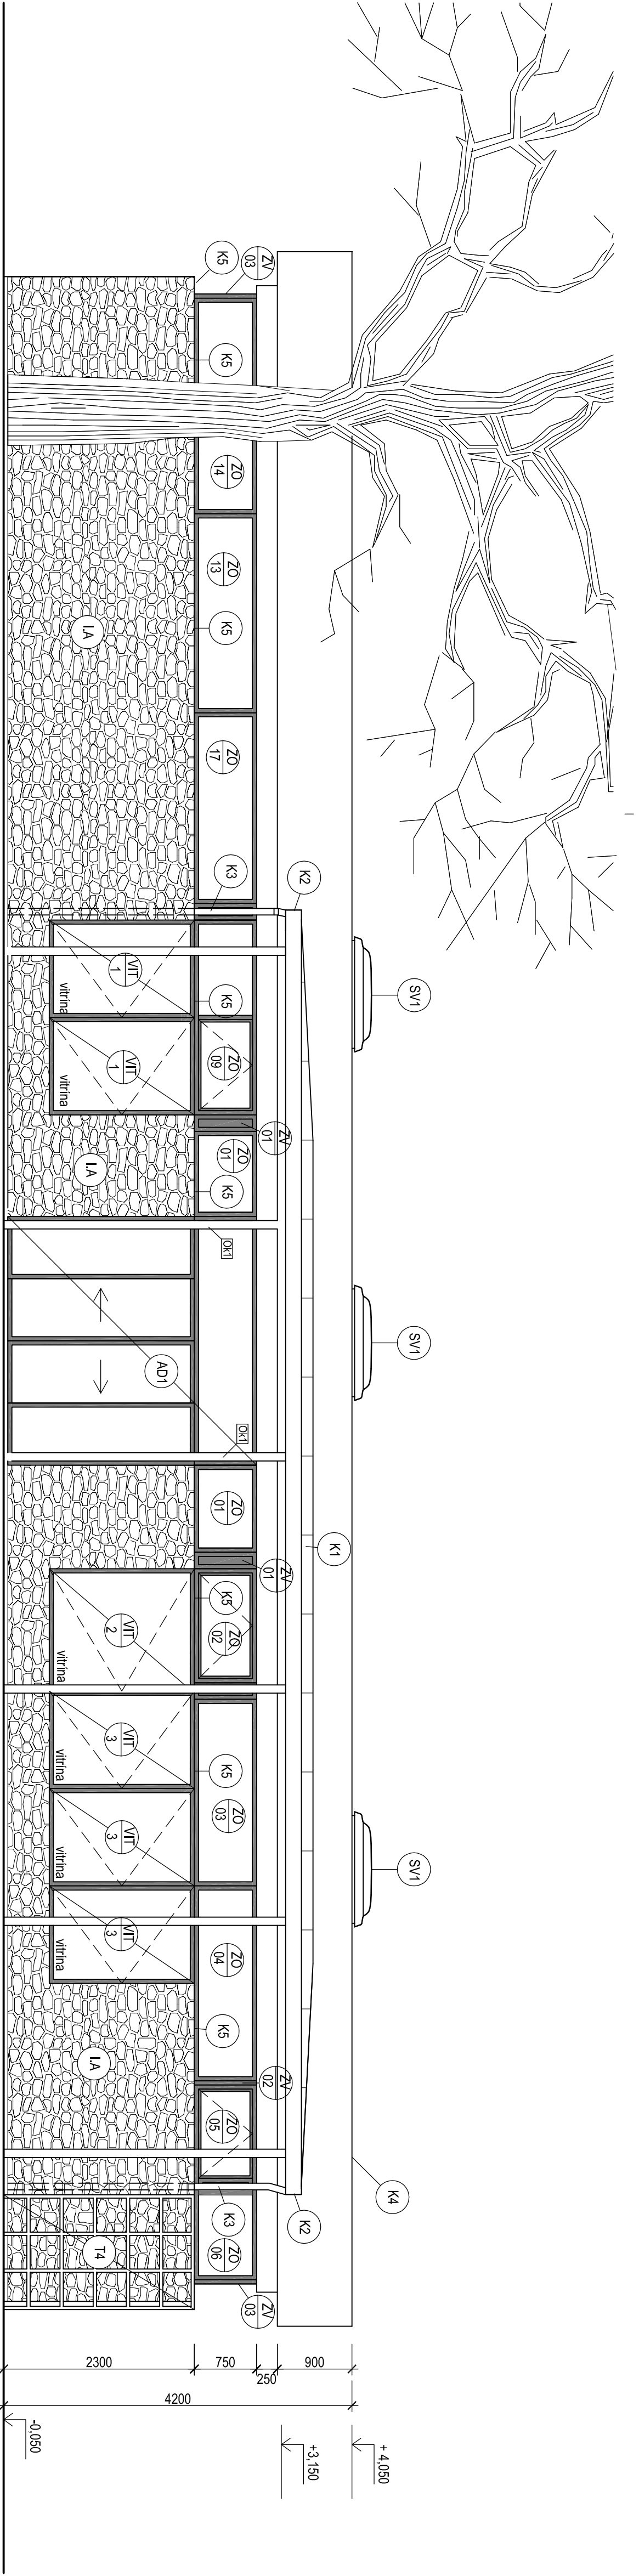 SV1
SV1
SV1
K2
K1
K4
K2
K5
ZV
03
K5
ZO
14
ZO
13
K5
ZO
17
K3
K5
ZO
09
ZV
01
ZO
01
K5
Ok1
Ok1
ZO
01
ZV
01
K5
ZO
02
K5
ZO
03
ZO
04
K5
ZV
02
ZO
05
K3
ZO
06
ZV
03
I.A
VIT
1
vitrina
VIT
1
vitrina
I.A
AD1
VIT
2
vitrina
VIT
3
vitrina
VIT
3
vitrina
VIT
3
vitrina
I.A
T4
900
250
750
2300
4200
+ 4,050
+3,150
-0,050